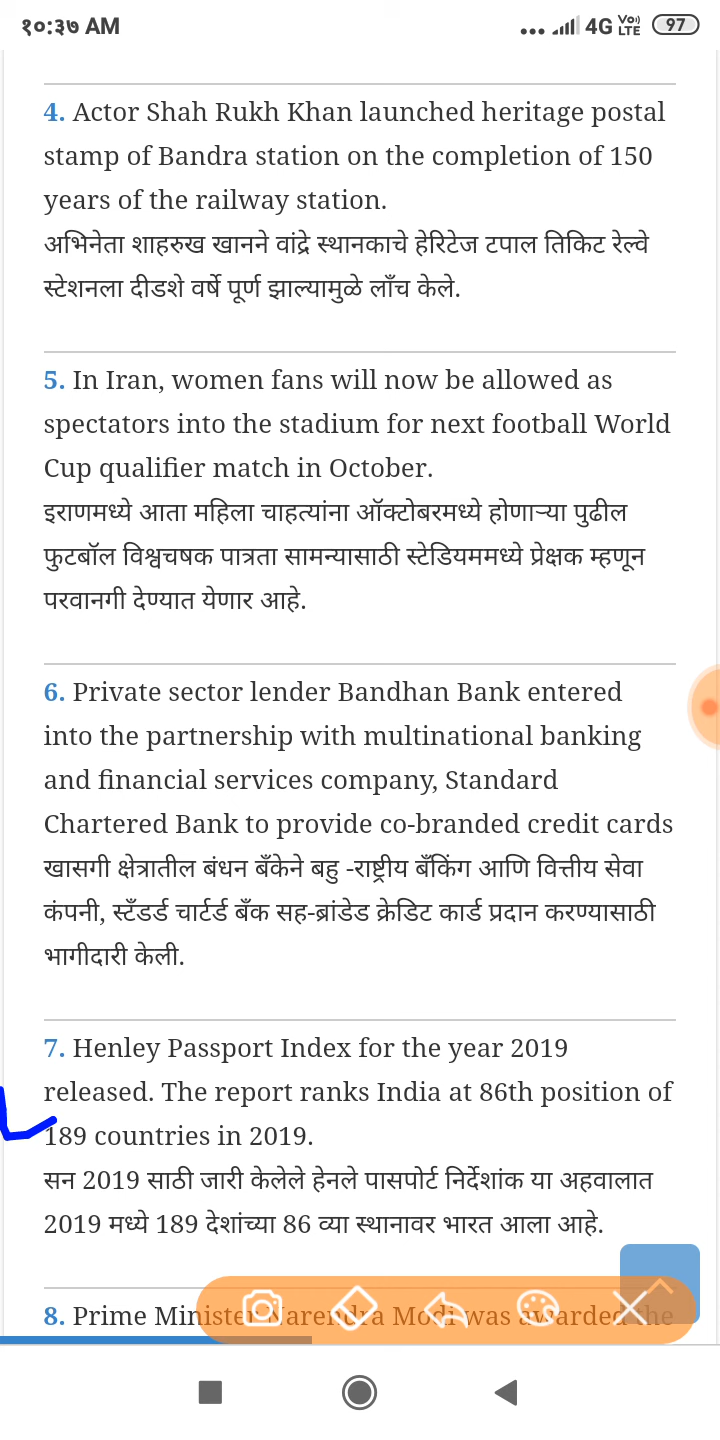 १०:३७ AM
4G Vo)) LTE 97
4. Actor Shah Rukh Khan launched heritage postal
stamp of Bandra station on the completion of 150
years of the railway station.
अभिनेता शाहरुख खानने वांद्रे स्थानकाचे हेरिटेज टपाल तिकिट रेल्वे
स्टेशनला दीडशे वर्षे पूर्ण झाल्यामुळे लाँच केले.
5. In Iran, women fans will now be allowed as
spectators into the stadium for next football World
Cup qualifier match in October.
इराणमध्ये आता महिला चाहत्यांना ऑक्टोबरमध्ये होणाऱ्या पुढील
फुटबॉल विश्वचषक पात्रता सामन्यासाठी स्टेडियममध्ये प्रेक्षक म्हणून
परवानगी देण्यात येणार आहे.
6. Private sector lender Bandhan Bank entered
into the partnership with multinational banking
and financial services company, Standard
Chartered Bank to provide co-branded credit cards
खासगी क्षेत्रातील बंधन बँकेने बहु -राष्ट्रीय बँकिंग आणि वित्तीय सेवा
कंपनी, स्टँडर्ड चार्टर्ड बँक सह-ब्रांडेड क्रेडिट कार्ड प्रदान करण्यासाठी
भागीदारी केली.
7. Henley Passport Index for the year 2019
released. The report ranks India at 86th position of
189 countries in 2019.
सन 2019 साठी जारी केलेले हेनले पासपोर्ट निर्देशांक या अहवालात
2019 मध्ये 189 देशांच्या 86 व्या स्थानावर भारत आला आहे.
8. Prime Minister Narendra Modi was awarded the